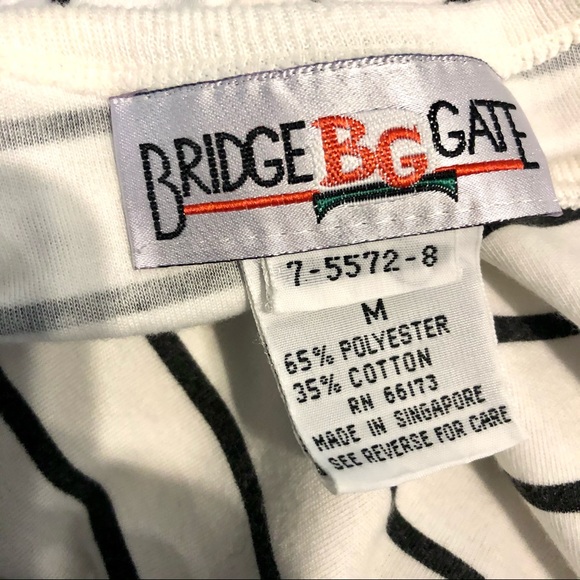 BRIDGE BG GATE
7-5572-8
M
65% POLYESTER
35% COTTON
RN 66173
MADE IN SINGAPORE
SEE REVERSE FOR CARE